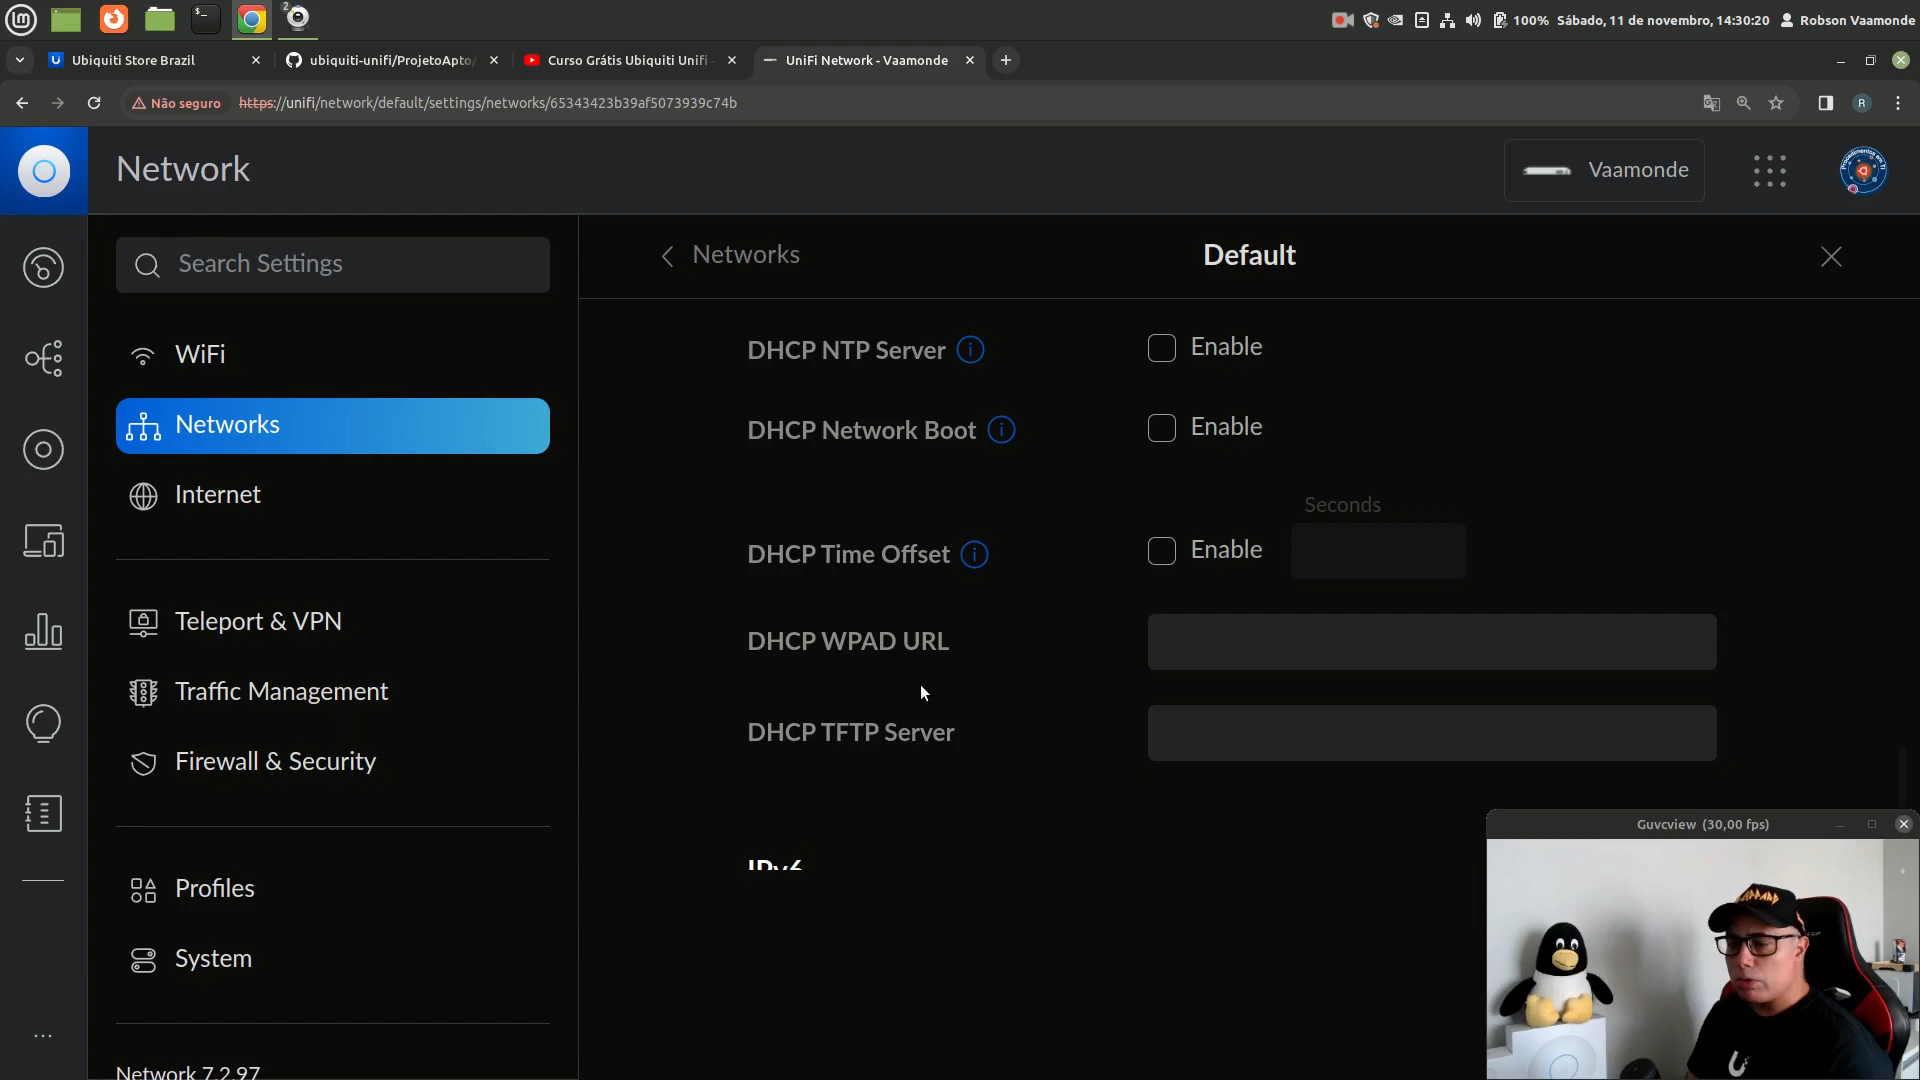 2
$_
100% Sábado, 11 de novembro, 14:30:20 Robson Vaamonde
Ubiquiti Store Brazil
ubiquiti-unifi/ProjetoApto/
Curso Grátis Ubiquiti Unifi
UniFi Network - Vaamonde
Não seguro
https://unifi/network/default/settings/networks/65343423b39af5073939c74b
R
Network
Vaamonde
Search Settings
Networks
Default
WiFi
Networks
Internet
Teleport & VPN
Traffic Management
Firewall & Security
Profiles
System
Network 7.2.97
DHCP NTP Server
Enable
DHCP Network Boot
Enable
Seconds
DHCP Time Offset
Enable
DHCP WPAD URL
DHCP TFTP Server
IPv6
Guvcview (30,00 fps)